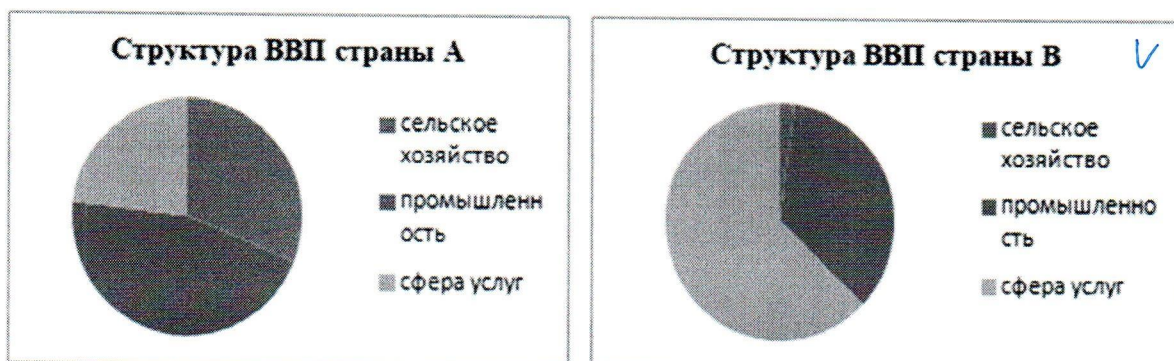 Структура ВВП страны А
сельское
хозяйство
промышленн
ость
сфера услуг
Структура ВВП страны В
сельское
хозяйство
промышленно
сть
сфера услуг